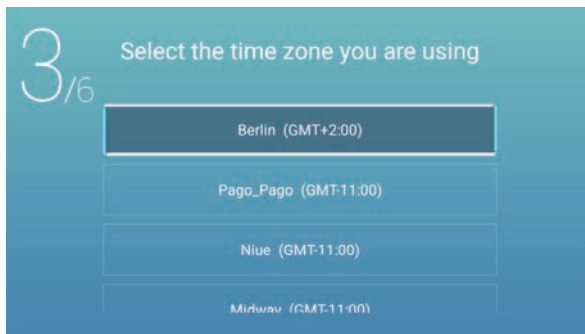 3/6
Select the time zone you are using
Berlin (GMT+2:00)
Pago_Pago (GMT-11:00)
Niue (GMT-11:00)
Midway (GMT-11:00)